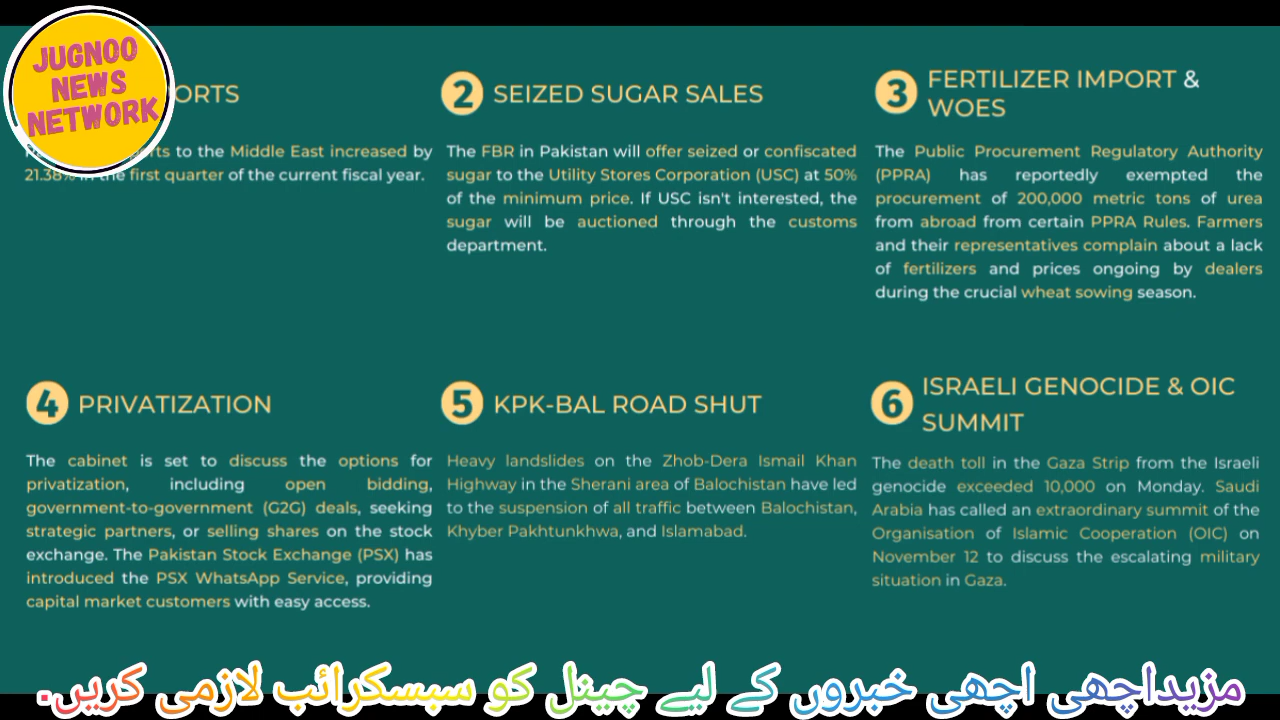 JUGNOO
NEWS
NETWORK
ORTS
rts to the Middle East increased by
21.38% in the first quarter of the current fiscal year.
2 SEIZED SUGAR SALES
The FBR in Pakistan will offer seized or confiscated
sugar to the Utility Stores Corporation (USC) at 50%
of the minimum price. If USC isn't interested, the
sugar will be auctioned through the customs
department.
3 FERTILIZER IMPORT &
WOES
The Public Procurement Regulatory Authority
(PPRA) has reportedly exempted the
procurement of 200,000 metric tons of urea
from abroad from certain PPRA Rules. Farmers
and their representatives complain about a lack
of fertilizers and prices ongoing by dealers
during the crucial wheat sowing season.
4 PRIVATIZATION
The cabinet is set to discuss the options for
privatization, including open bidding,
government-to-government (G2G) deals, seeking
strategic partners, or selling shares on the stock
exchange. The Pakistan Stock Exchange (PSX) has
introduced the PSX WhatsApp Service, providing
capital market customers with easy access.
5 KPK-BAL ROAD SHUT
Heavy landslides on the Zhob-Dera Ismail Khan
Highway in the Sherani area of Balochistan have led
to the suspension of all traffic between Balochistan,
Khyber Pakhtunkhwa, and Islamabad.
6 ISRAELI GENOCIDE & OIC
SUMMIT
The death toll in the Gaza Strip from the Israeli
genocide exceeded 10,000 on Monday. Saudi
Arabia has called an extraordinary summit of the
Organisation of Islamic Cooperation (OIC) on
November 12 to discuss the escalating military
situation in Gaza.
مزیداچھی اچھی خبروں کے لیے چینل کو سبسکرائب لازمی کریں.